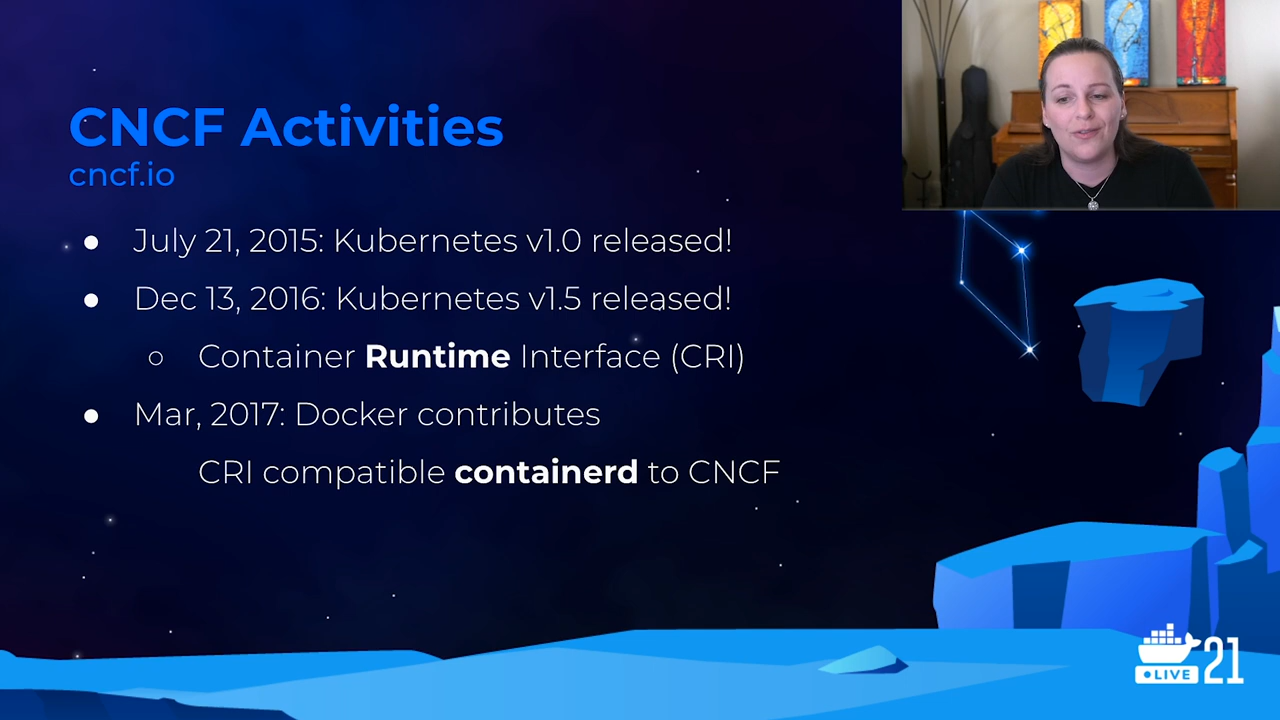 CNCF Activities
cncf.io
● July 21, 2015: Kubernetes v1.0 released!
● Dec 13, 2016: Kubernetes v1.5 released!
○ Container Runtime Interface (CRI)
● Mar, 2017: Docker contributes
CRI compatible containerd to CNCF
LIVE 21